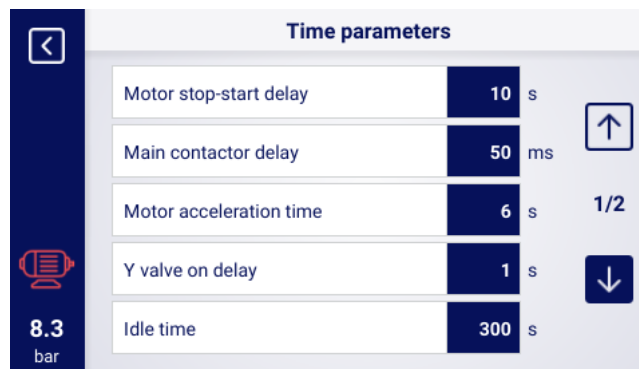 Time parameters
Motor stop-start delay 10 s
Main contactor delay 50 ms
Motor acceleration time 6 s
1/2
Y valve on delay 1 s
Idle time 300 s
8.3
bar